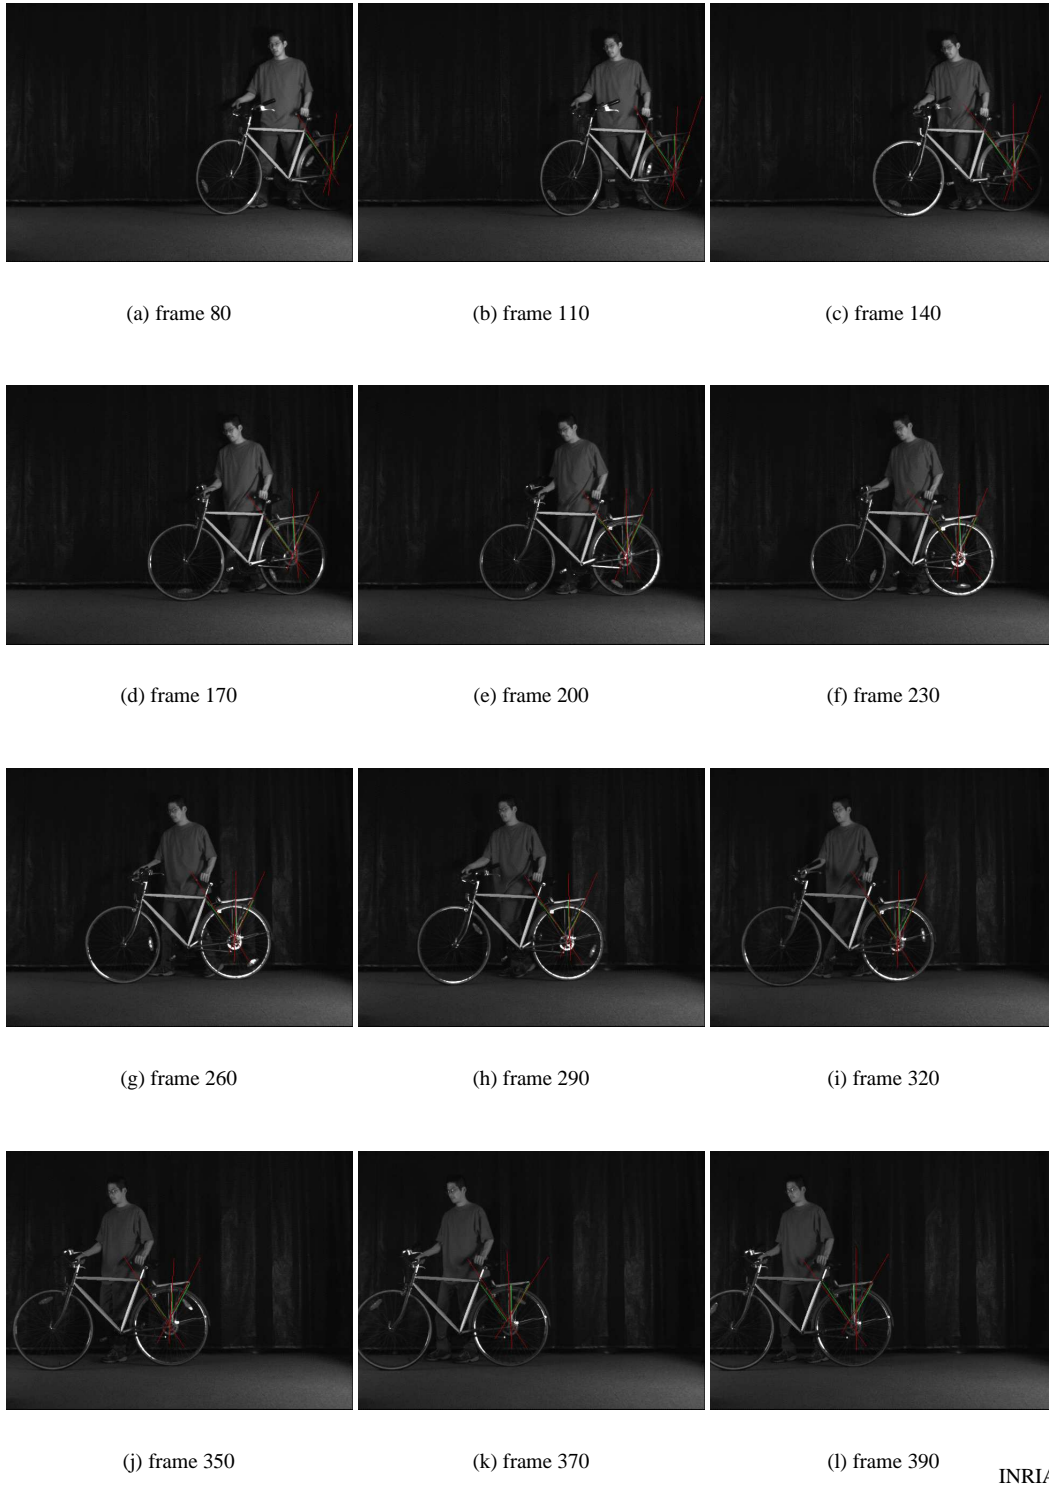 (a) frame 80
(b) frame 110
(c) frame 140
(d) frame 170
(e) frame 200
(f) frame 230
(g) frame 260
(h) frame 290
(i) frame 320
(j) frame 350
(k) frame 370
(l) frame 390
INRIA